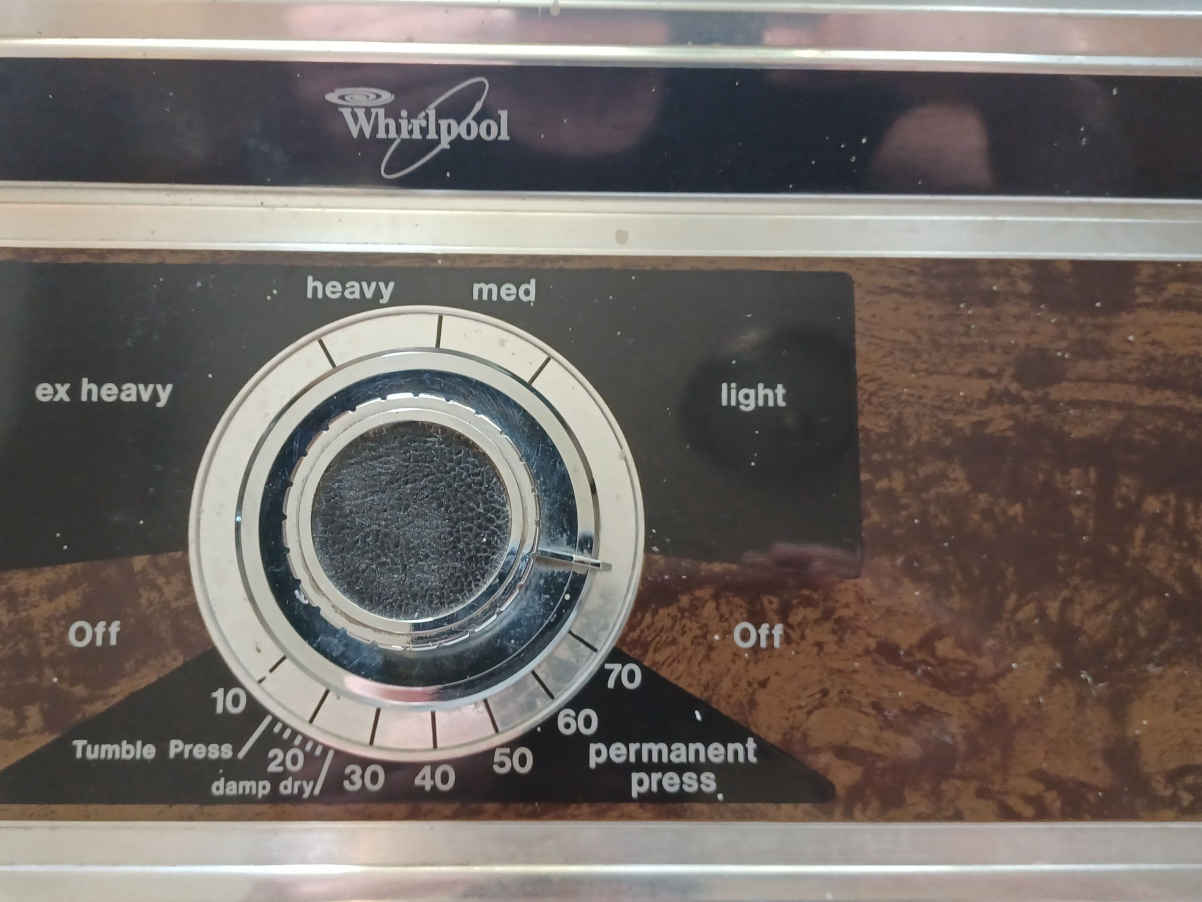 Whirlpool
heavy med
ex heavy
light
Off
Off
10
70
Tumble Press
20
60
damp dry
30
40
50
permanent
press